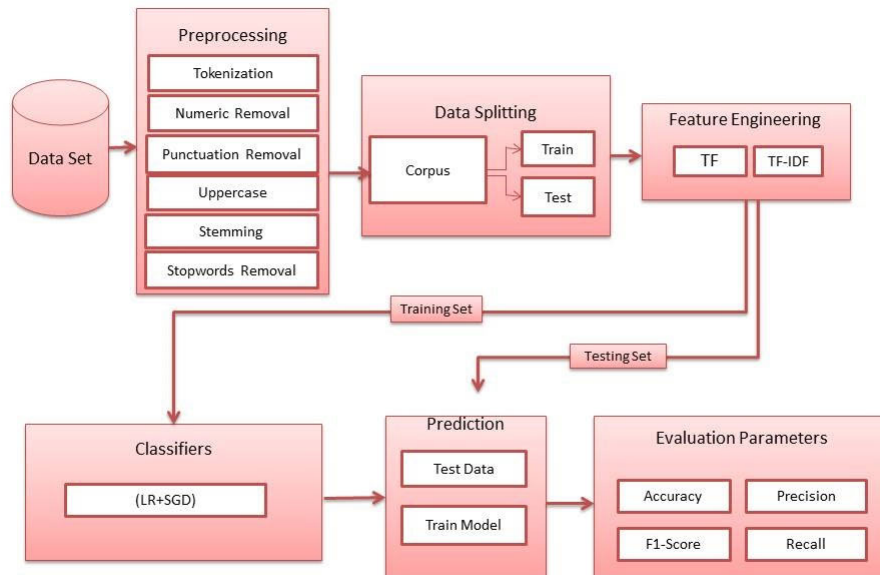 Data Set
Preprocessing
Tokenization
Numeric Removal
Punctuation Removal
Uppercase
Stemming
Stopwords Removal
Data Splitting
Corpus
Train
Test
Feature Engineering
TF
TF-IDF
Training Set
Testing Set
Classifiers
(LR+SGD)
Prediction
Test Data
Train Model
Evaluation Parameters
Accuracy
Precision
F1-Score
Recall